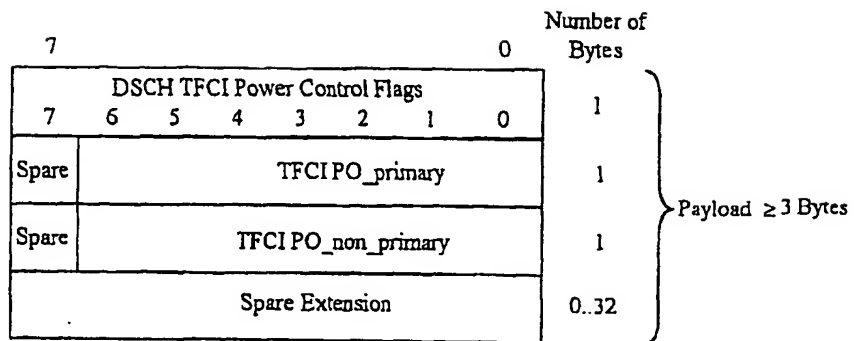 Number of
Bytes
7 0
DSCH TFCI Power Control Flags
7 6 5 4 3 2 1 0
1
Spare TFCI PO_primary 1
Payload ≥ 3 Bytes
Spare TFCI PO_non_primary 1
Spare Extension 0..32